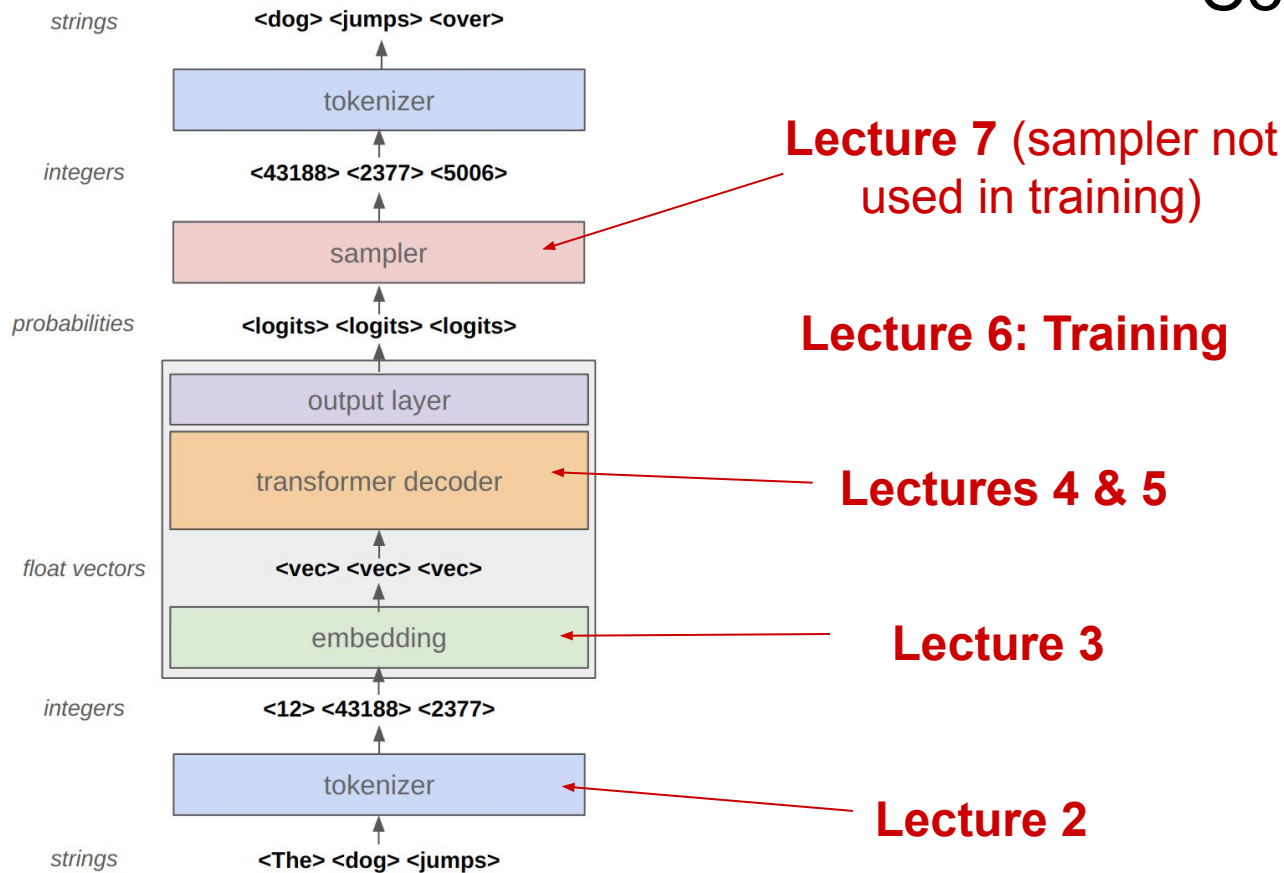 strings <dog> <jumps> <over>
tokenizer
integers <43188> <2377> <5006>
Lecture 7 (sampler not
used in training)
sampler
probabilities <logits> <logits> <logits>
Lecture 6: Training
output layer
transformer decoder
Lectures 4 & 5
float vectors <vec> <vec> <vec>
embedding
Lecture 3
integers <12> <43188> <2377>
tokenizer
Lecture 2
strings <The> <dog> <jumps>